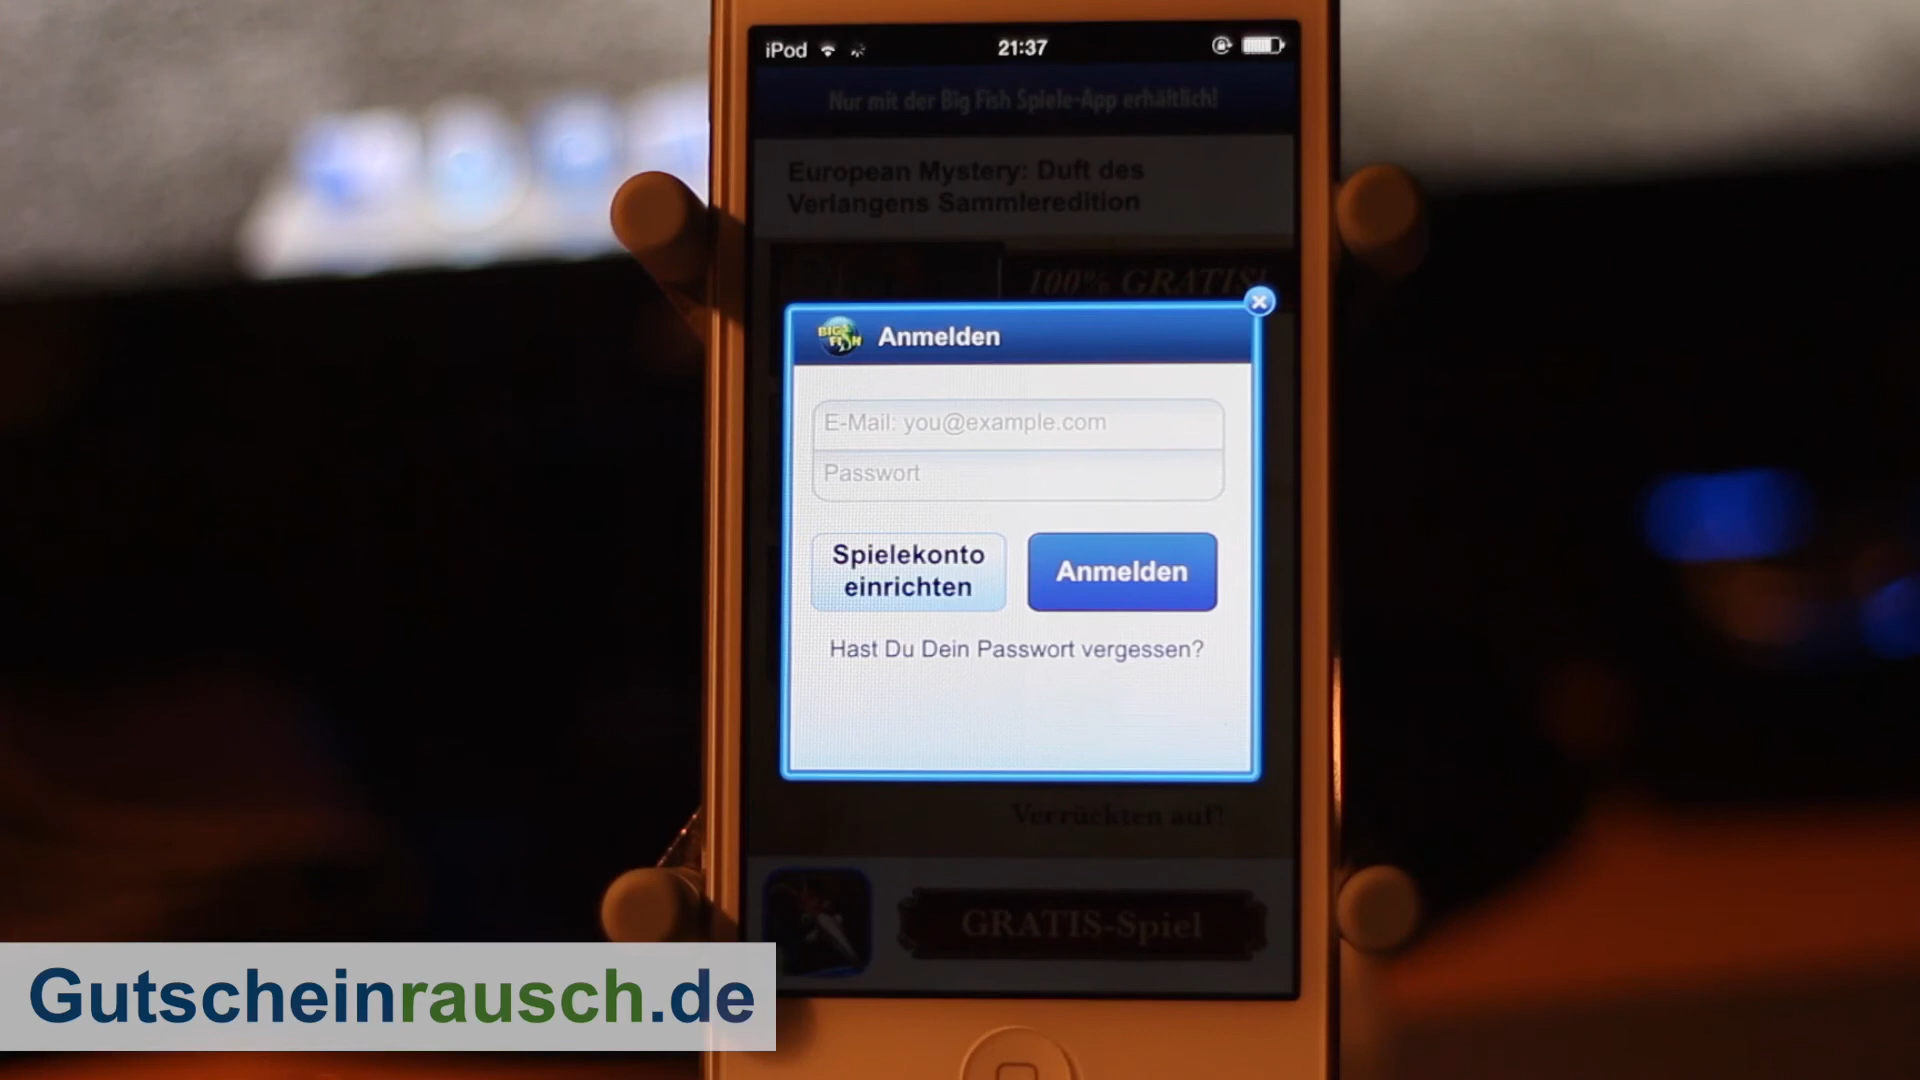 iPod
21:37
Nur mit der Big Fish Spiele-App erhältlich!
European Mystery: Duft des
Verlangens Sammleredition
100% GRATIS!
BIG
FISH
Anmelden
E-Mail: you@example.com
Passwort
Spielekonto
einrichten
Anmelden
Hast Du Dein Passwort vergessen?
Verrückten auf!
GRATIS-Spiel
Gutscheinrausch.de